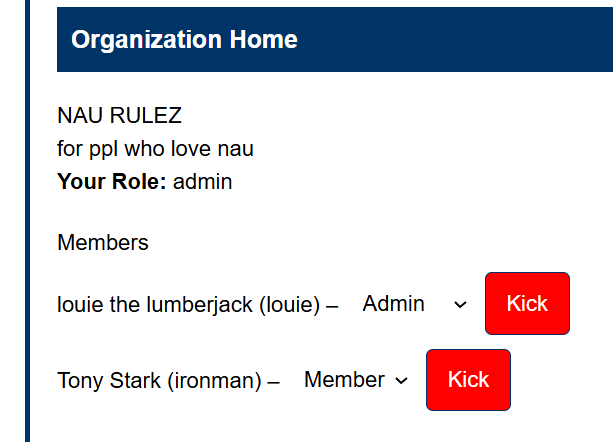 Organization Home
NAU RULEZ
for ppl who love nau
Your Role: admin
Members
louie the lumberjack (louie) – Admin Kick
Tony Stark (ironman) – Member Kick